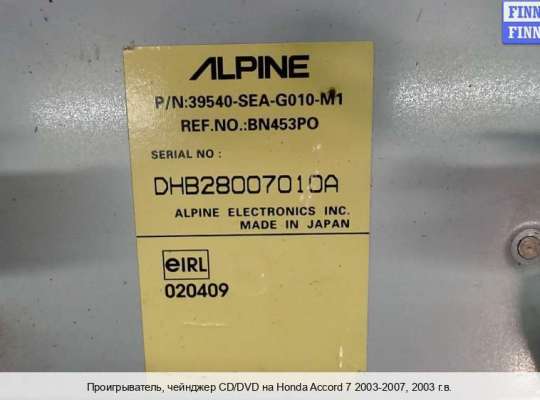 FINN
FINN
ALPINE
P/N:39540-SEA-G010-M1
REF.NO.:BN453PO
SERIAL NO :
DHB28007010A
ALPINE ELECTRONICS INC.
MADE IN JAPAN
eIRL
020409
Проигрыватель, чейнджер CD/DVD на Honda Accord 7 2003-2007, 2003 г.в.